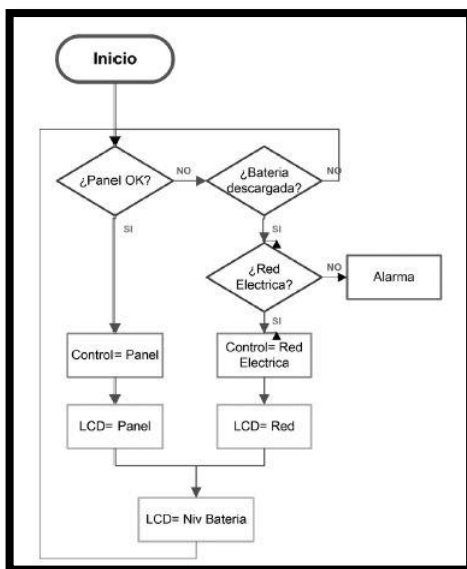 Inicio
¿Panel OK?
NO
¿Bateria
descargada?
NO
SI
SI
¿Red
Electrica?
NO
Alarma
SI
Control= Panel
Control= Red
Electrica
LCD= Panel
LCD= Red
LCD= Niv Bateria